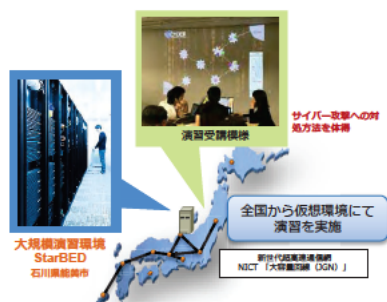 演習受講模様
サイバー攻撃への対
処方法を体得
大規模演習環境
StarBED
石川県能美市
全国から仮想環境にて
演習を実施
新世代超高速通信網
NICT 「大容量回線（JGN）」